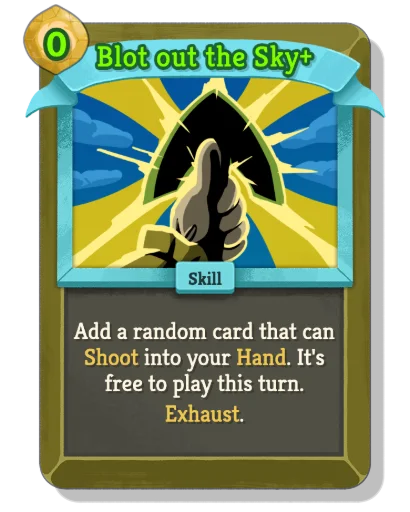 0
Blot out the Sky+
Skill
Add a random card that can
Shoot into your Hand. It's
free to play this turn.
Exhaust.